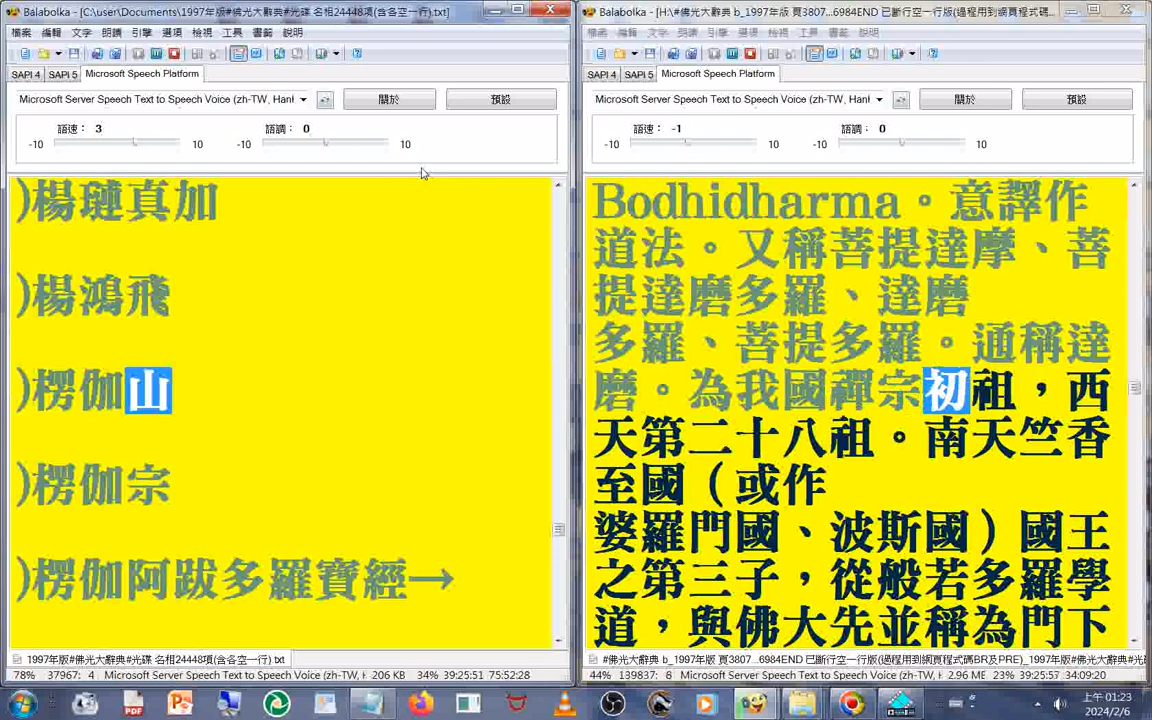 Balabolka - [C:\user\Documents\1997年版#佛光大辭典#光碟 名相24448項(含各空一行).txt]
檔案 編輯 文字 朗讀 引擎 選項 檢視 工具 書籤 說明
SAPI 4 SAPI 5 Microsoft Speech Platform
Microsoft Server Speech Text to Speech Voice (zh-TW, Hanl
關於
預設
語速： 3
語調： 0
-10 10 -10 10
)楊璉真加
)楊鴻飛
)楞伽山
)楞伽宗
)楞伽阿跋多羅寶經→
1997年版#佛光大辭典#光碟 名相24448項(含各空一行).txt
78% 37967: 4 Microsoft Server Speech Text to Speech Voice (zh-TW, 206 KB 34% 39:25:51 75:52:28
Balabolka - [H:\#佛光大辭典 b_1997年版 頁3807...6984END 已斷行空一行版(過程用到網頁程式碼...
檔案 編輯 文字 朗讀 引擎 選項 檢視 工具 書籤 說明
SAPI 4 SAPI 5 Microsoft Speech Platform
Microsoft Server Speech Text to Speech Voice (zh-TW, Hanl
關於
預設
語速： -1
語調： 0
-10 10 -10 10
Bodhidharma。意譯作
道法。又稱菩提達摩、菩
提達磨多羅、達磨
多羅、菩提多羅。通稱達
磨。為我國禪宗初祖，西
天第二十八祖。南天竺香
至國（或作
婆羅門國、波斯國）國王
之第三子，從般若多羅學
道，與佛大先並稱為門下
#佛光大辭典 b_1997年版 頁3807...6984END 已斷行空一行版(過程用到網頁程式碼BR及PRE)_1997年版#佛光大辭典#光
44% 139837: 8 Microsoft Server Speech Text to Speech Voice (zh-TW, 2.96 ME 23% 39:25:57 34:09:20
上午 01:23
2024/2/6